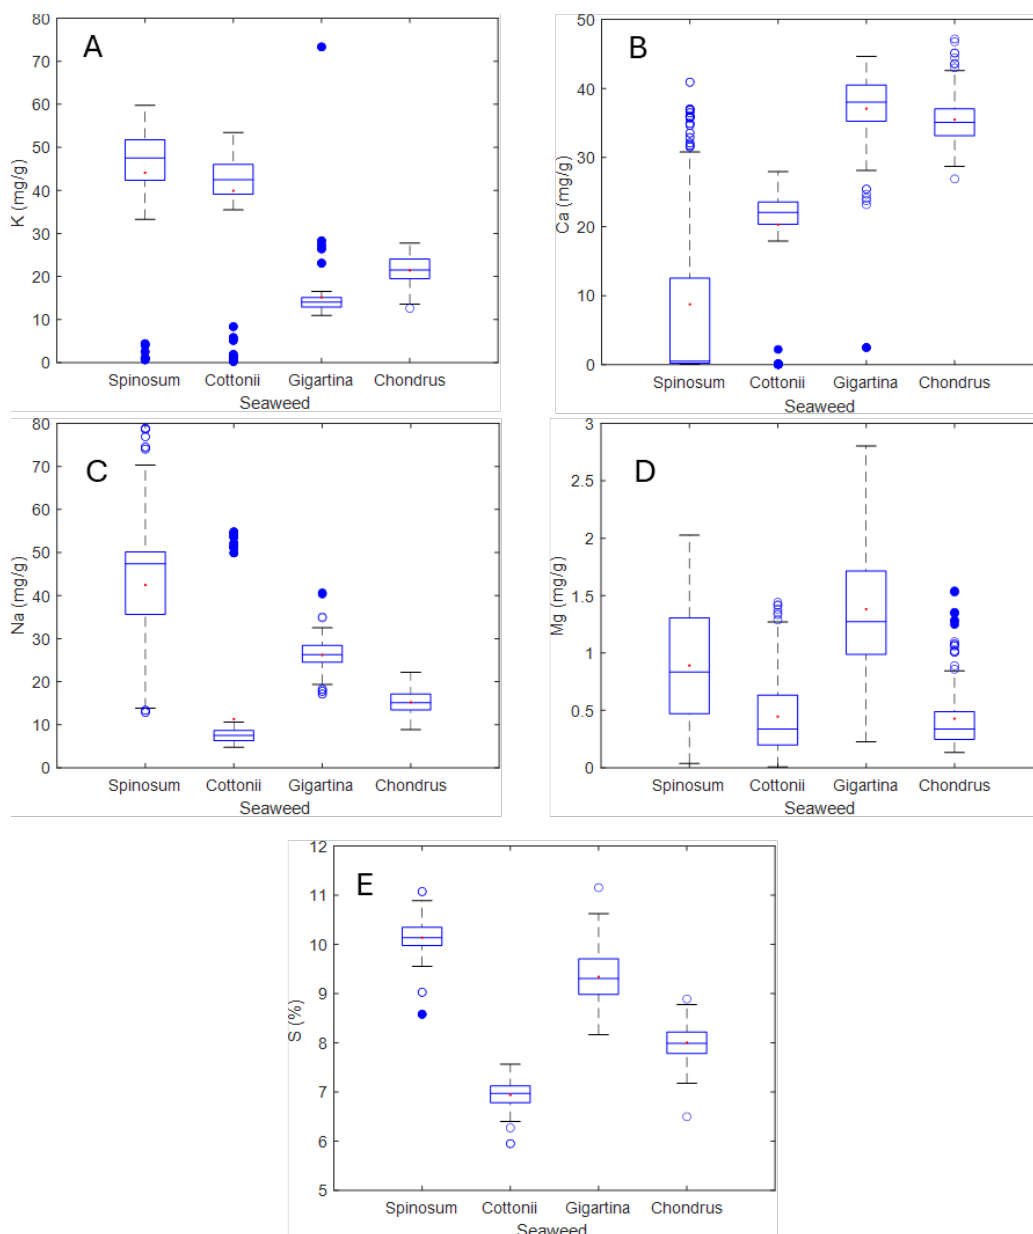 A
K (mg/g)
80
70
60
50
40
30
20
10
0
Spinosum Cottonii Gigartina Chondrus
Seaweed
B
Ca (mg/g)
50
40
30
20
10
0
Spinosum Cottonii Gigartina Chondrus
Seaweed
C
Na (mg/g)
80
70
60
50
40
30
20
10
0
Spinosum Cottonii Gigartina Chondrus
Seaweed
D
Mg (mg/g)
3
2.5
2
1.5
1
0.5
0
Spinosum Cottonii Gigartina Chondrus
Seaweed
E
S (%)
12
11
10
9
8
7
6
5
Spinosum Cottonii Gigartina Chondrus
Seaweed